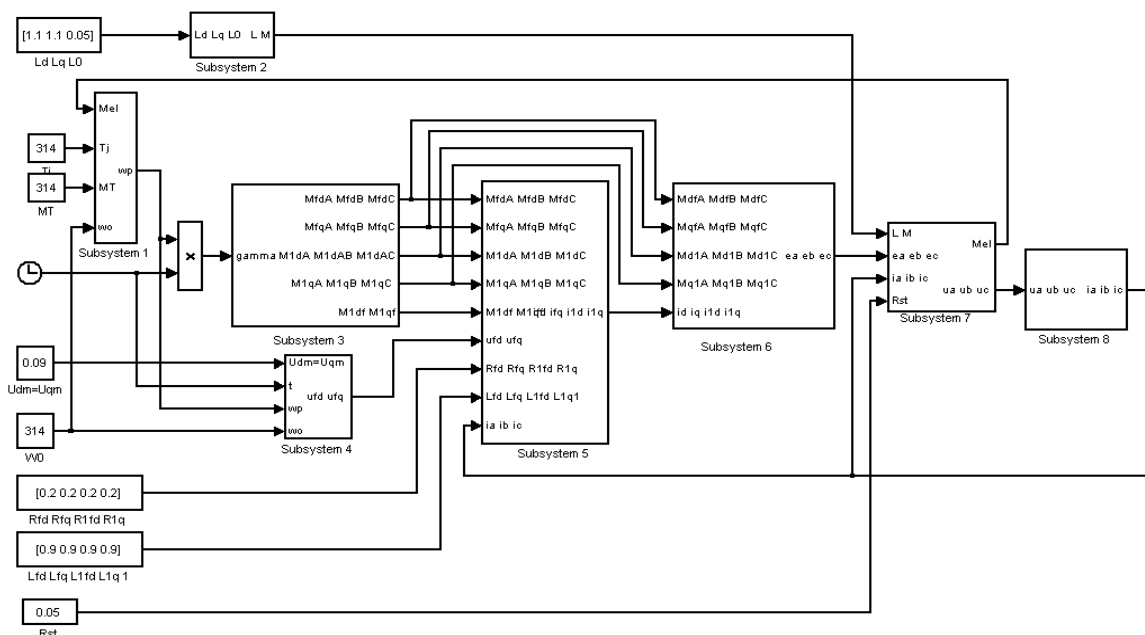 [1.1 1.1 0.05]
Ld Lq L0
Ld Lq L0 L M
Subsystem 2
Mel
Tj
MT
wo
wp
Subsystem 1
314
314
MT
gamma
MfdA MfdB MfdC
MfqA MfqB MfqC
M1dA M1dAB M1dAC
M1qA M1qB M1qC
M1df M1qf
Subsystem 3
0.09
Udm=Uqm
314
W0
Udm=Uqm
t
wp
wo
ufd ufq
Subsystem 4
MfdA MfdB MfdC
MfqA MfqB MfqC
M1dA M1dB M1dC
M1qA M1qB M1qC
M1df
ifq i1d i1q
ufd ufq
Rfd Rfq R1fd R1q
Lfd Lfq L1fd L1q1
ia ib ic
Subsystem 5
MdfA MdfB MdfC
MqfA MqfB MqfC
Md1A Md1B Md1C
Mq1A Mq1B Mq1C
id iq i1d i1q
ea eb ec
Subsystem 6
L M
ea eb ec
ia ib ic
Rst
Mel
ua ub uc
Subsystem 7
ua ub uc ia ib ic
Subsystem 8
[0.2 0.2 0.2 0.2]
Rfd Rfq R1fd R1q
[0.9 0.9 0.9 0.9]
Lfd Lfq L1fd L1q 1
0.05
Rst